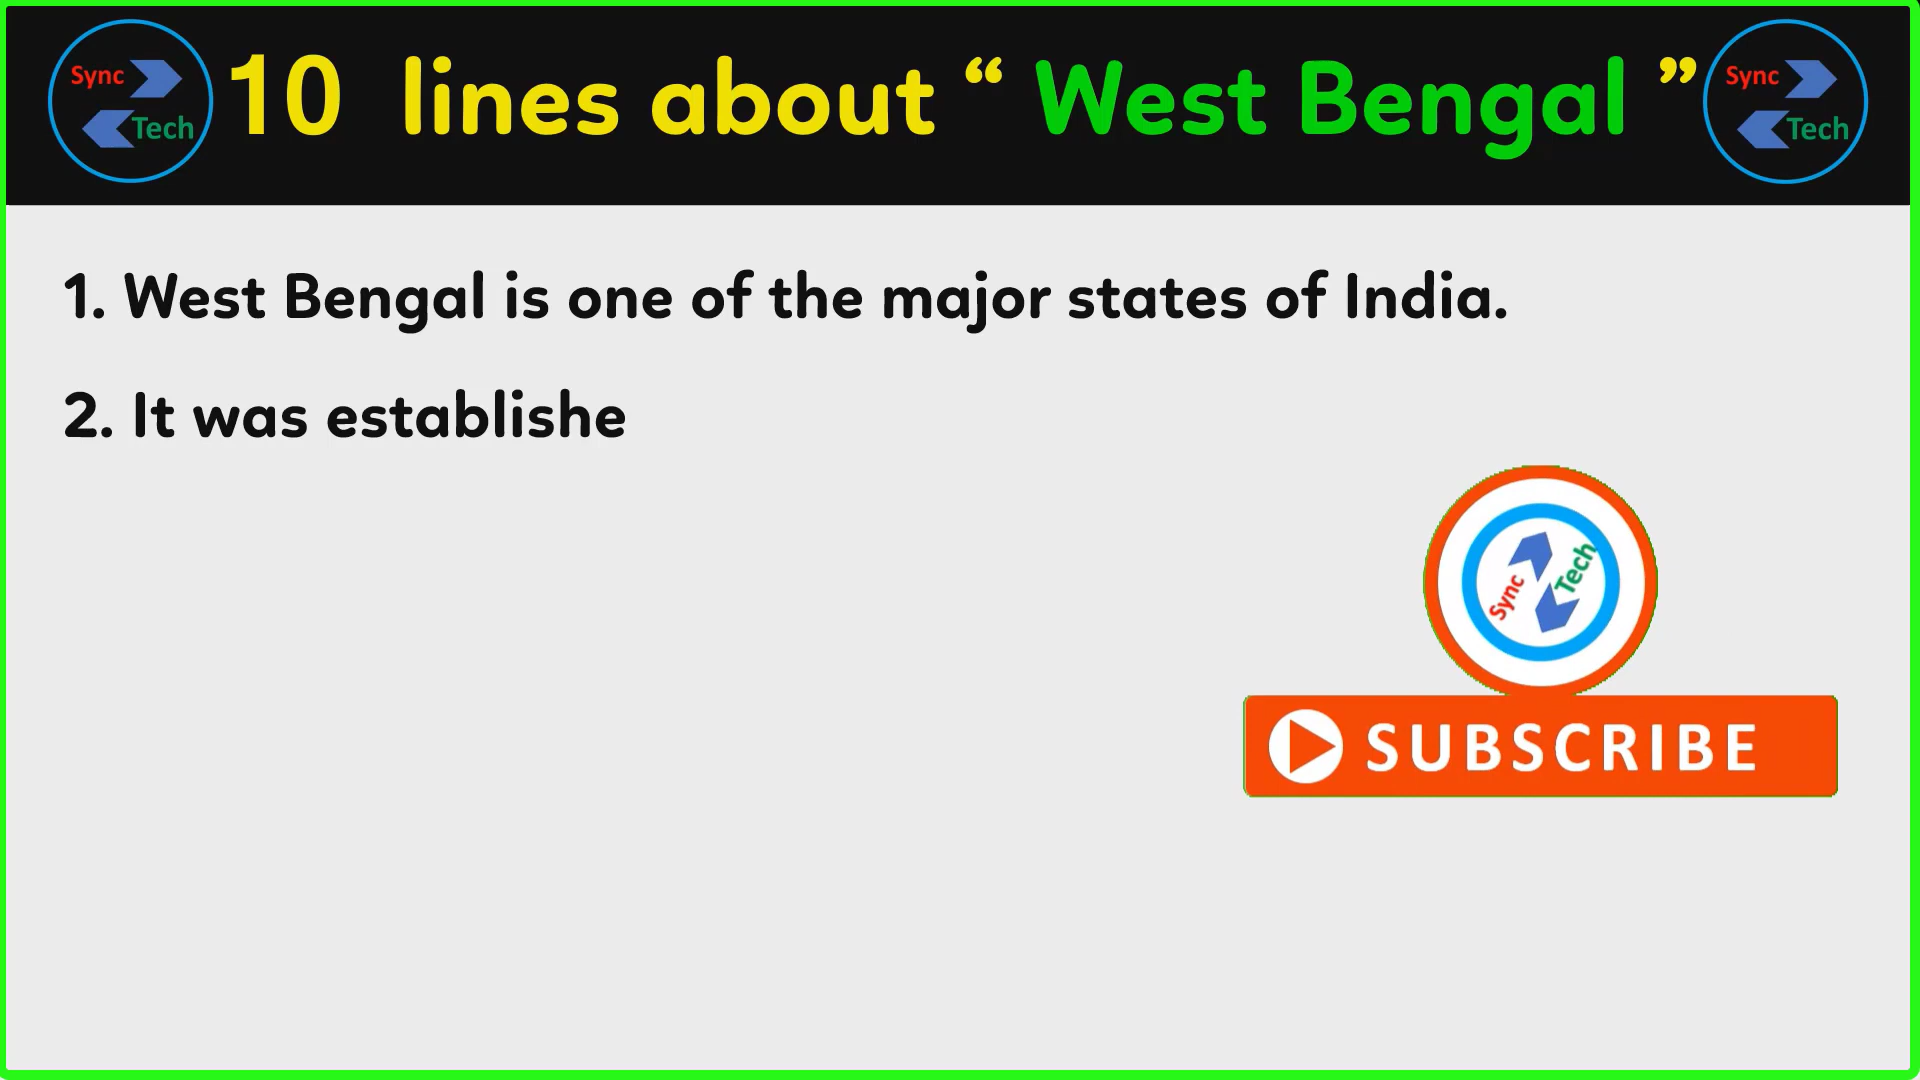 Sync Tech
10 lines about “ West Bengal ”
Sync Tech
1. West Bengal is one of the major states of India.
2. It was establishe
Sync Tech
SUBSCRIBE